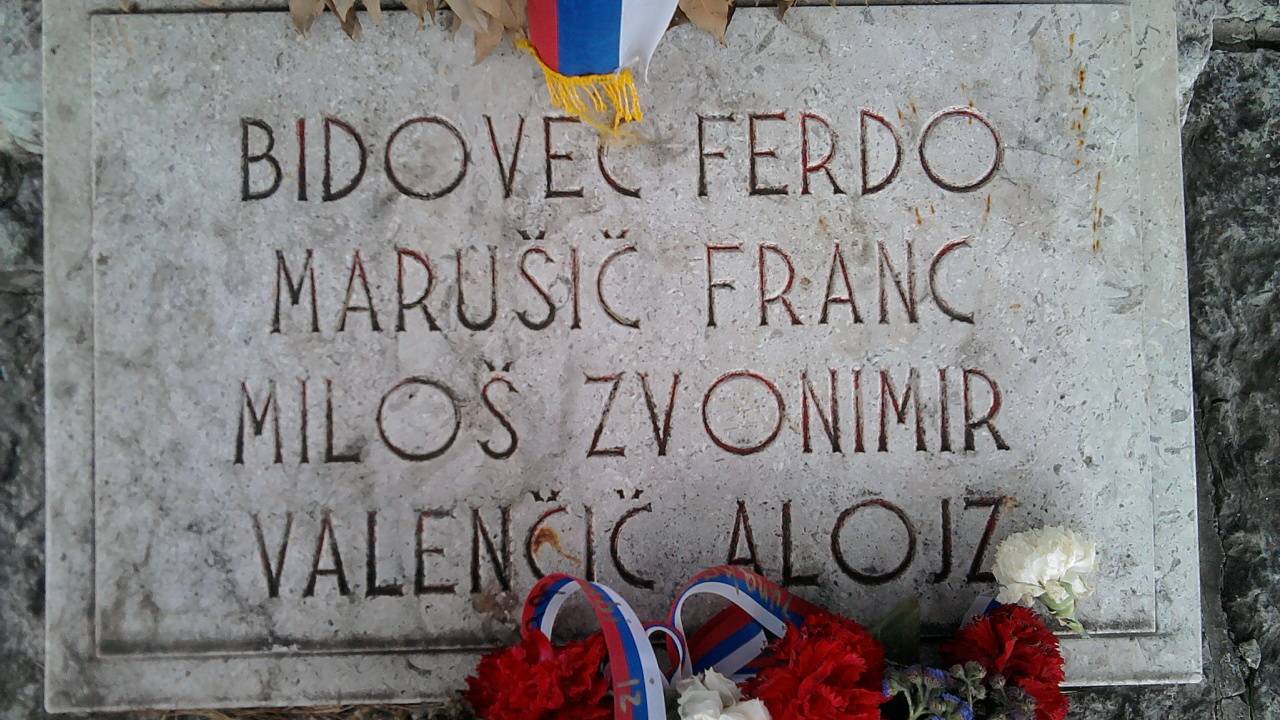 BIDOVEC FERDO
MARUŠIČ FRANC
MILOŠ ZVONIMIR
VALENČIČ ALOJZ